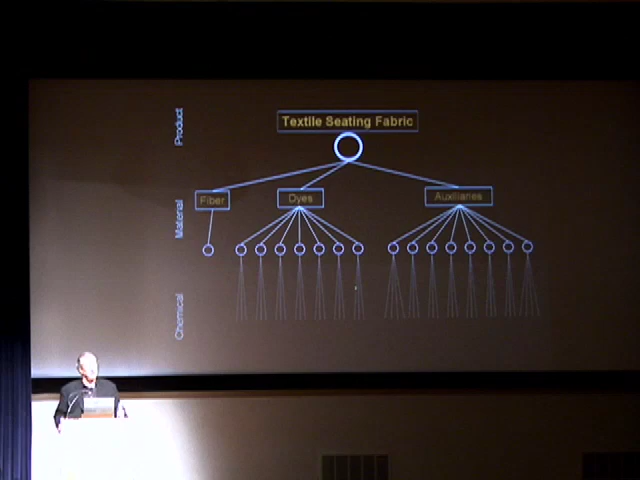 Product
Textile Seating Fabric
Material
Fiber
Dyes
Auxiliaries
Chemical